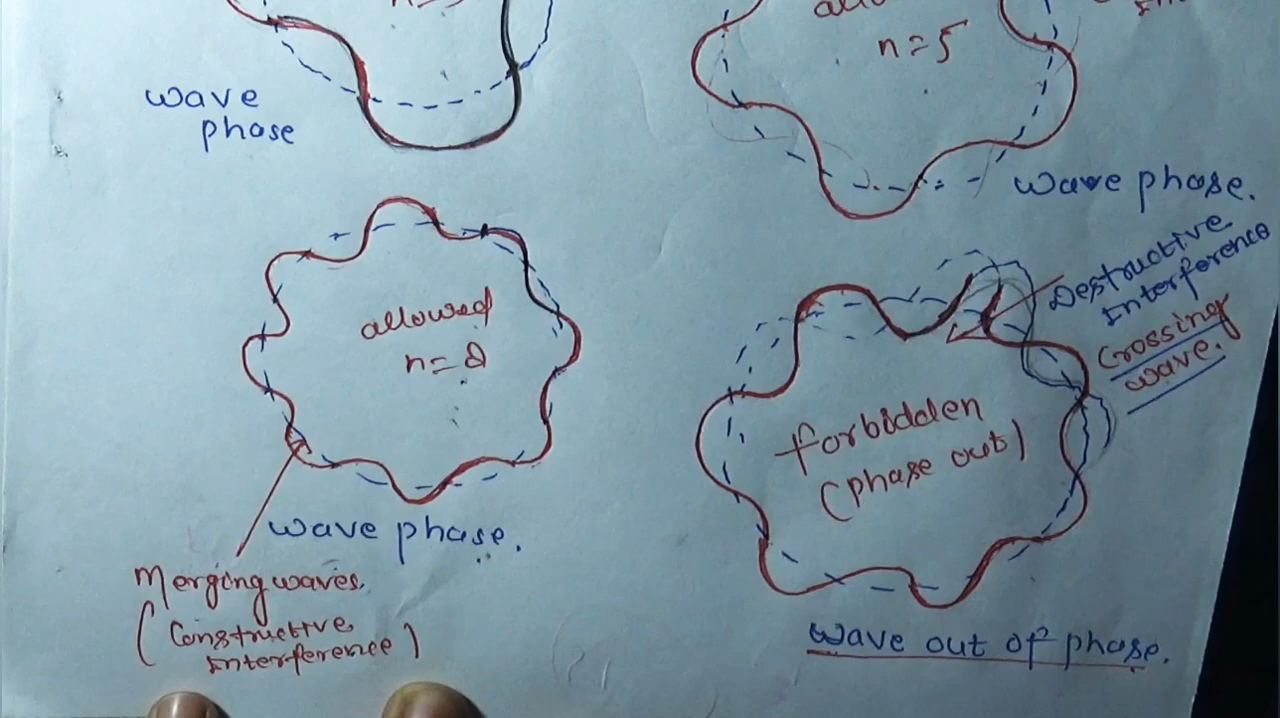 n=5
wave
phase
wave phase.
allowed
n=8
Destructive
Interference
Crossing
wave.
forbidden
(phase out)
wave phase.
Merging waves.
(Constructive
Interference)
wave out of phase.